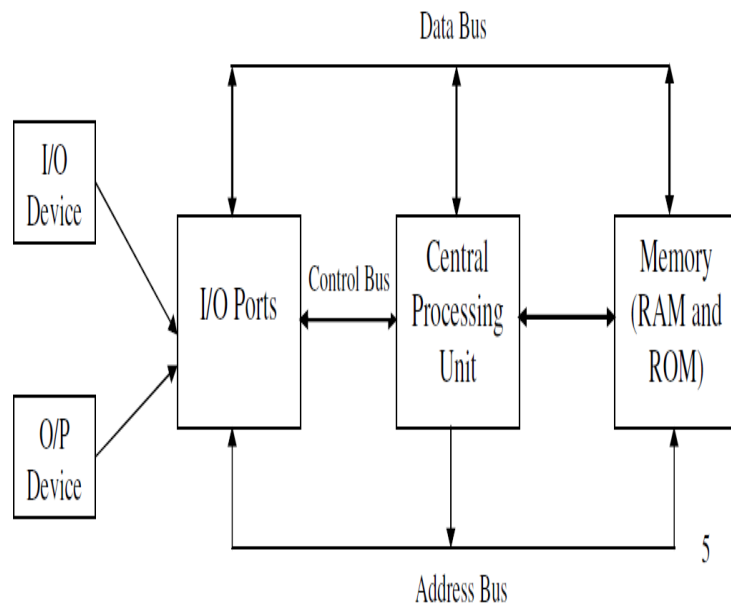 Data Bus
I/O
Device
I/O Ports
Control Bus
Central
Processing
Unit
Memory
(RAM and
ROM)
O/P
Device
5
Address Bus